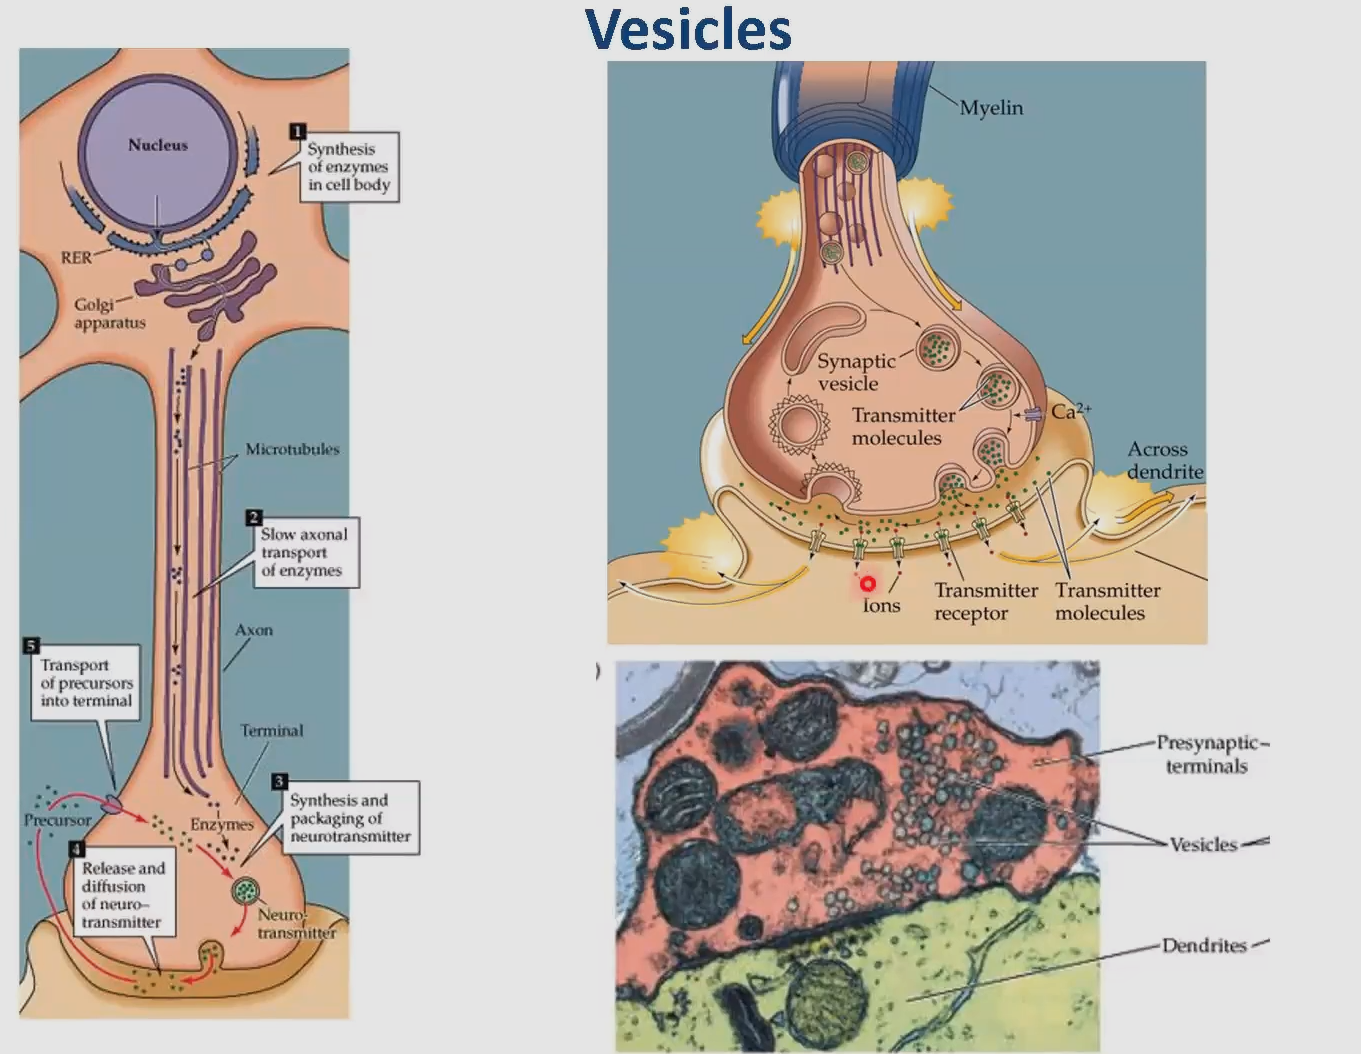 Vesicles
Nucleus
1
Synthesis
of enzymes
in cell body
RER
Golgi
apparatus
Microtubules
2
Slow axonal
transport
of enzymes
Axon
5
Transport
of precursors
into terminal
Terminal
3
Synthesis and
packaging of
neurotransmitter
Precursor
Enzymes
4
Release and
diffusion
of neuro-
transmitter
Neuro-
transmitter
Myelin
Synaptic
vesicle
Transmitter
molecules
Ca2+
Across
dendrite
Ions
Transmitter
receptor
Transmitter
molecules
)
Presynaptic
terminals
Vesicles
Dendrites